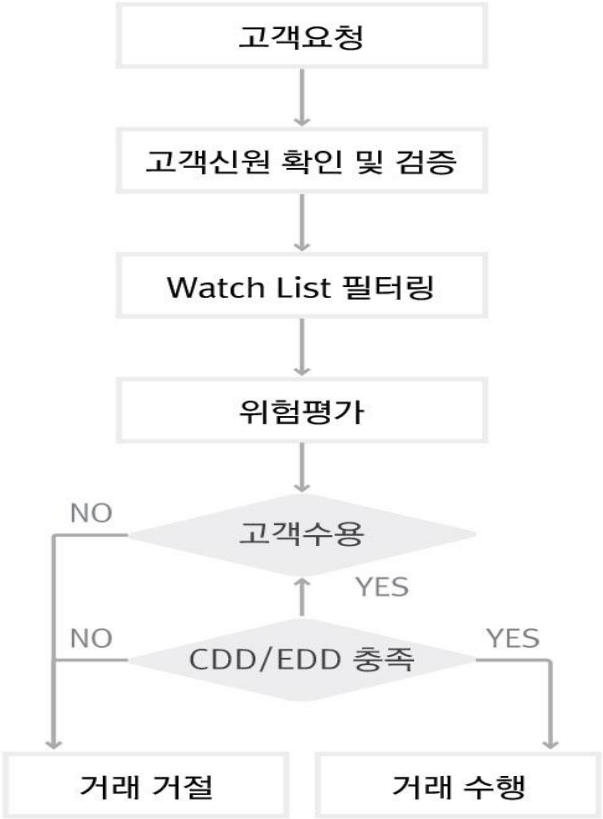 고객요청
고객신원 확인 및 검증
Watch List 필터링
위험평가
NO
고객수용
YES
NO
CDD/EDD 충족
YES
거래 거절
거래 수행